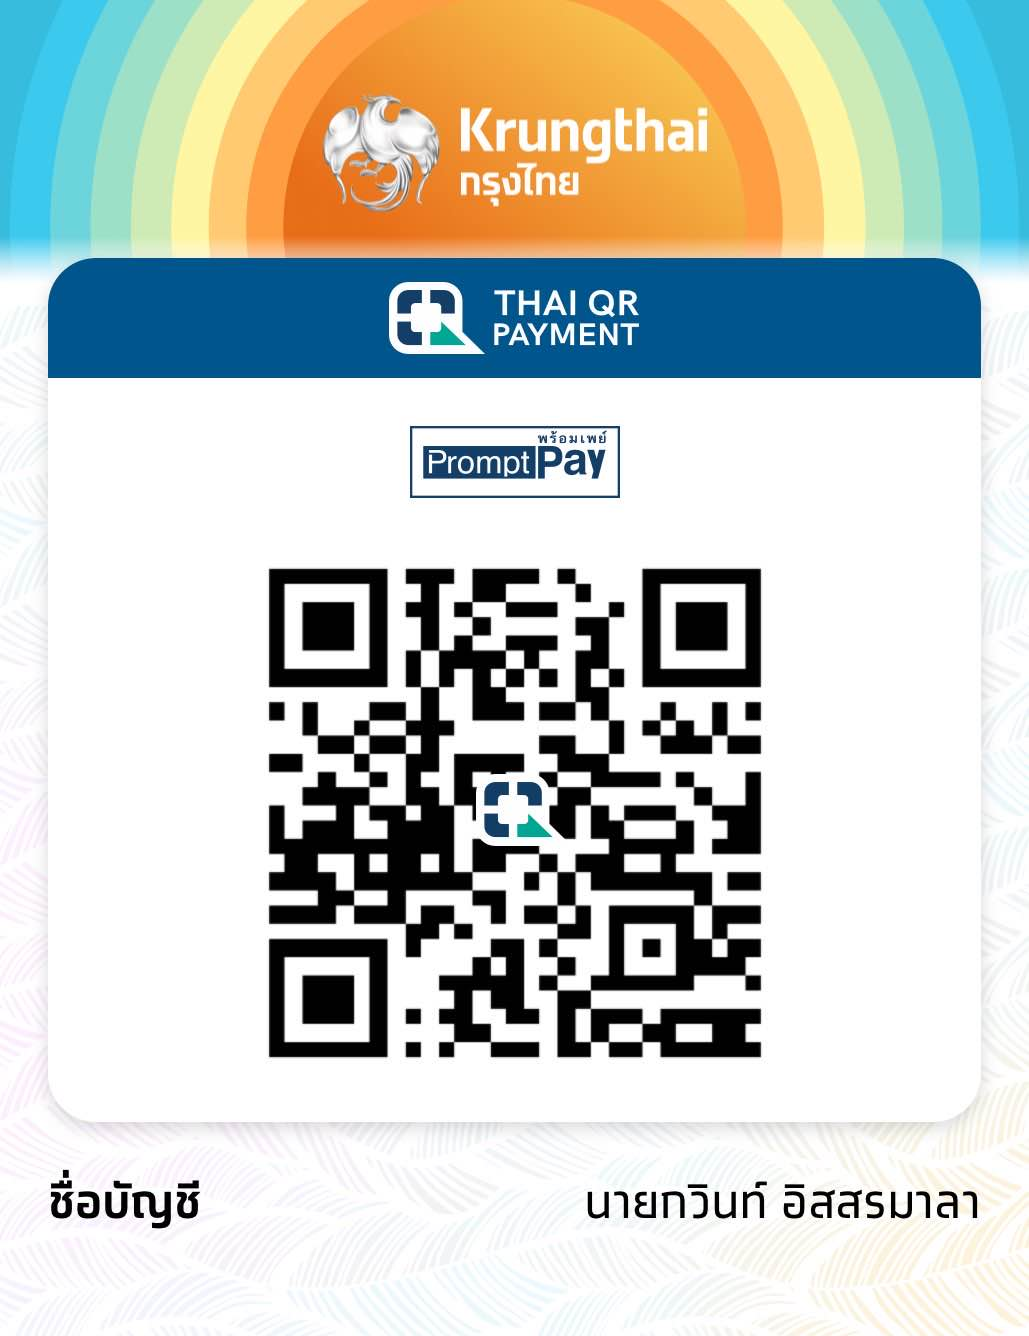 Krungthai
กรุงไทย
THAI QR
PAYMENT
พร้อมเพย์
PromptPay
ชื่อบัญชี นายกวินท์ อิสสรมาลา